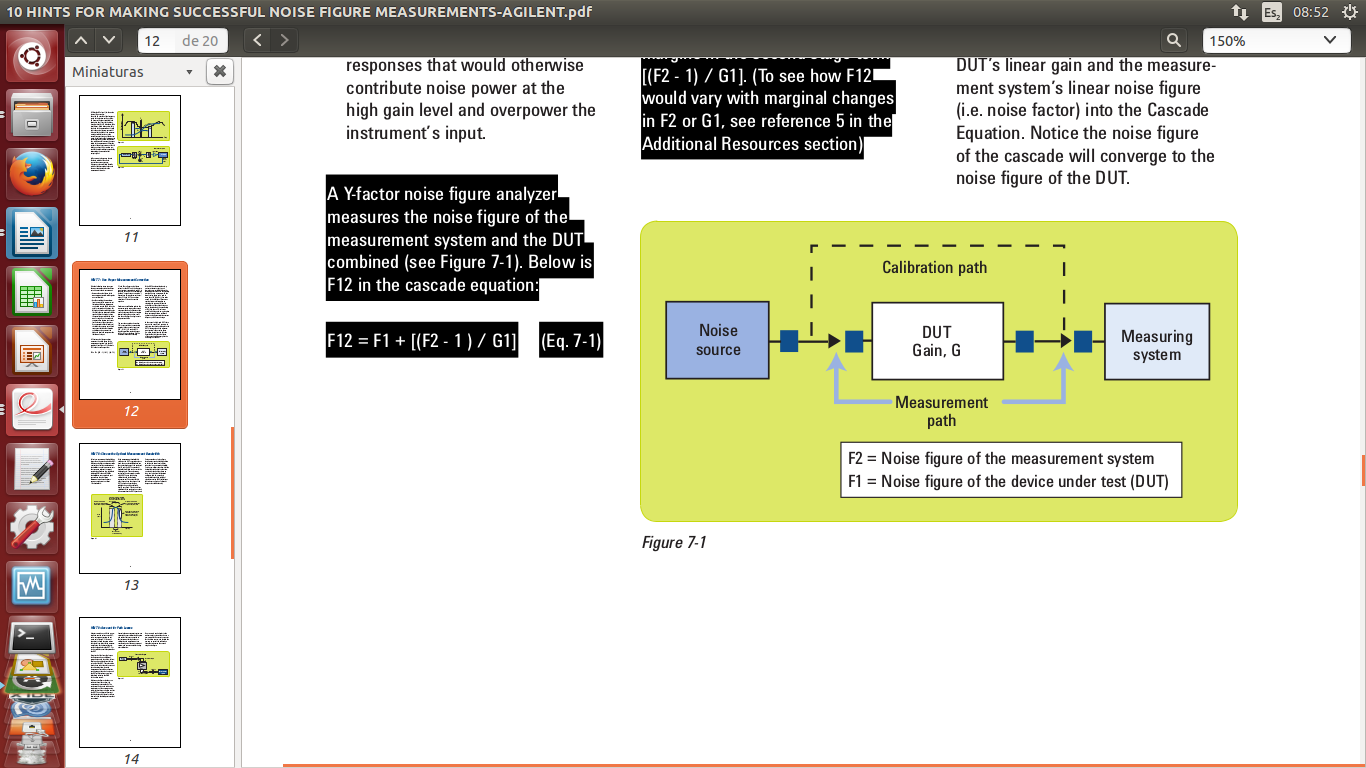 10 HINTS FOR MAKING SUCCESSFUL NOISE FIGURE MEASUREMENTS-AGILENT.pdf
Es2
08:52
12
de 20
150%
Miniaturas
11
12
13
14
responses that would otherwise
contribute noise power at the
high gain level and overpower the
instrument's input.
A Y-factor noise figure analyzer
measures the noise figure of the
measurement system and the DUT
combined (see Figure 7-1). Below is
F12 in the cascade equation:
F12 = F1 + [(F2 - 1 ) / G1] (Eq. 7-1)
[(F2 - 1) / G1]. (To see how F12
would vary with marginal changes
in F2 or G1, see reference 5 in the
Additional Resources section)
DUT's linear gain and the measure-
ment system's linear noise figure
(i.e. noise factor) into the Cascade
Equation. Notice the noise figure
of the cascade will converge to the
noise figure of the DUT.
Calibration path
Noise
source
DUT
Gain, G
Measuring
system
Measurement
path
F2 = Noise figure of the measurement system
F1 = Noise figure of the device under test (DUT)
Figure 7-1